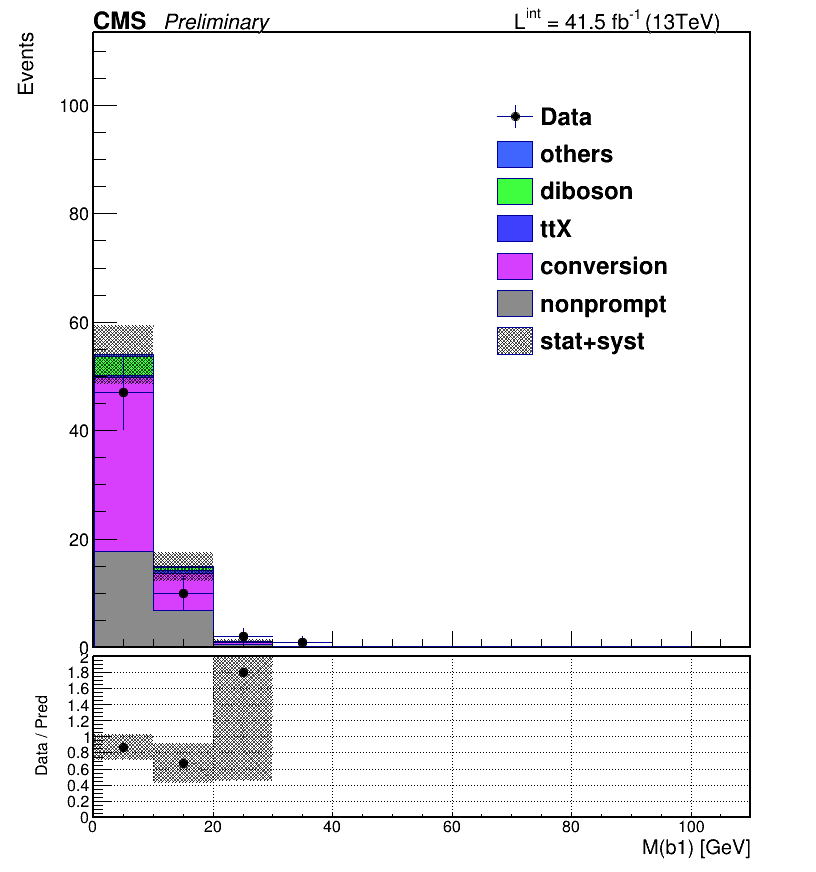 CMS Preliminary L^int = 41.5 fb^-1 (13TeV)
Events
100
80
60
40
20
0
Data
others
diboson
ttX
conversion
nonprompt
stat+syst
Data / Pred
2
1.8
1.6
1.4
1.2
1
0.8
0.6
0.4
0.2
0
0 20 40 60 80 100
M(b1) [GeV]